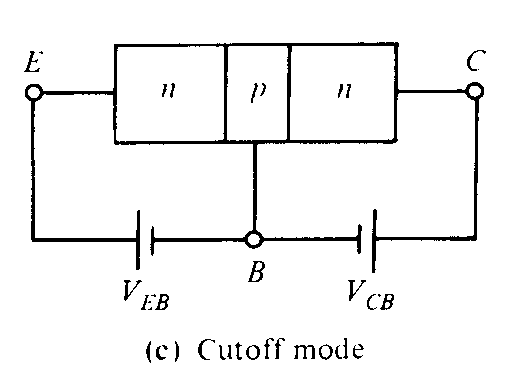 E
C
n p n
B
V_EB
V_CB
(c) Cutoff mode